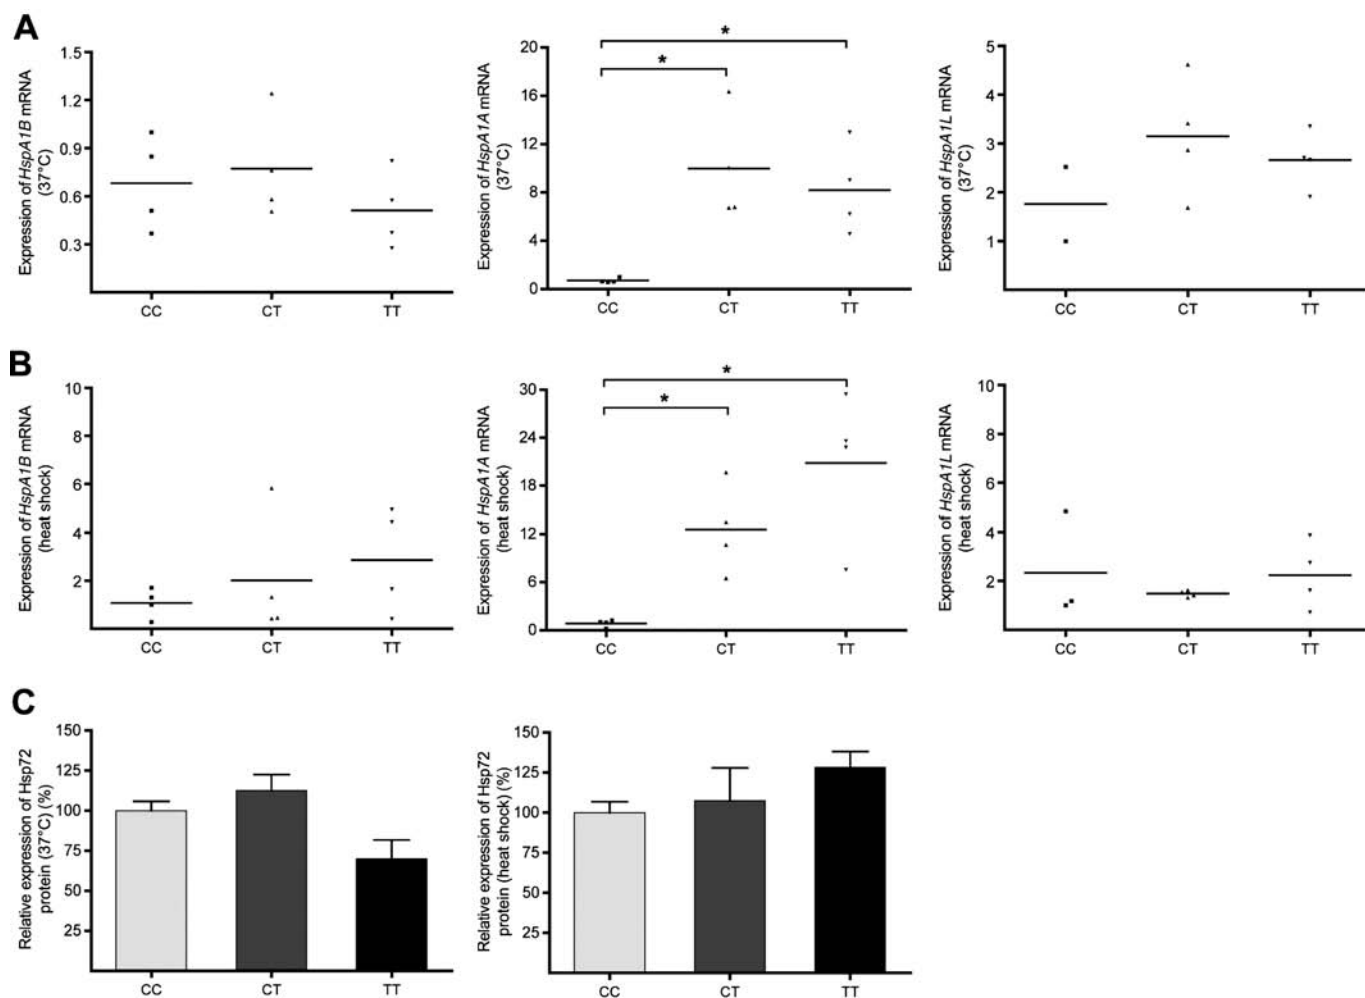 A
Expression of HspA1B mRNA
(37°C)
1.5
1.2
0.9
0.6
0.3
CC CT TT
Expression of HspA1A mRNA
(37°C)
20
16
12
8
4
0
* *
CC CT TT
Expression of HspA1L mRNA
(37°C)
5
4
3
2
1
CC CT TT
B
Expression of HspA1B mRNA
(heat shock)
10
8
6
4
2
CC CT TT
Expression of HspA1A mRNA
(heat shock)
30
24
18
12
6
0
* *
CC CT TT
Expression of HspA1L mRNA
(heat shock)
10
8
6
4
2
CC CT TT
C
Relative expression of Hsp72
protein (37°C) (%)
150
125
100
75
50
25
CC CT TT
Relative expression of Hsp72
protein (heat shock) (%)
150
125
100
75
50
25
CC CT TT